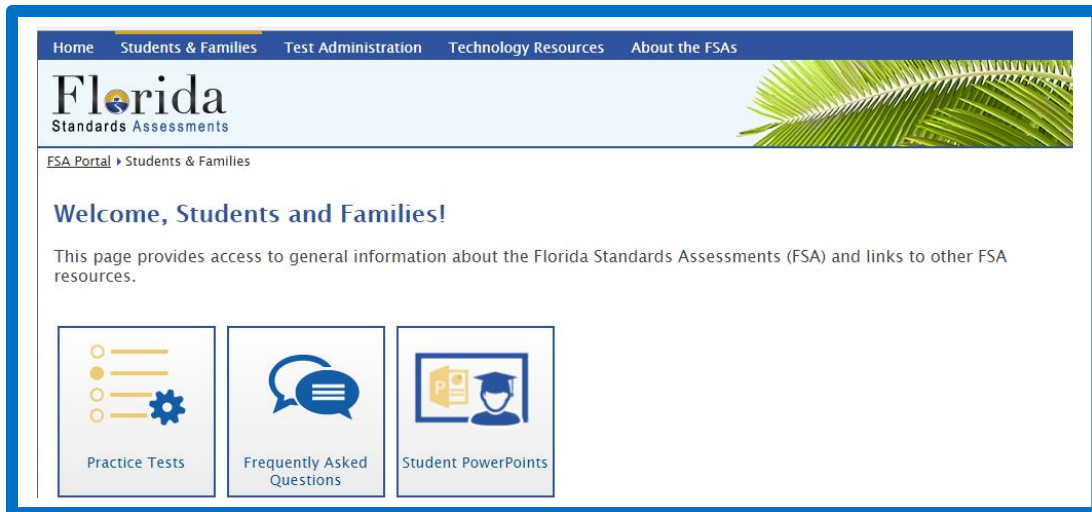 Home Students & Families Test Administration Technology Resources About the FSAs
Florida
Standards Assessments
FSA Portal ▸ Students & Families
Welcome, Students and Families!
This page provides access to general information about the Florida Standards Assessments (FSA) and links to other FSA
resources.
P
Practice Tests
Frequently Asked
Questions
Student PowerPoints